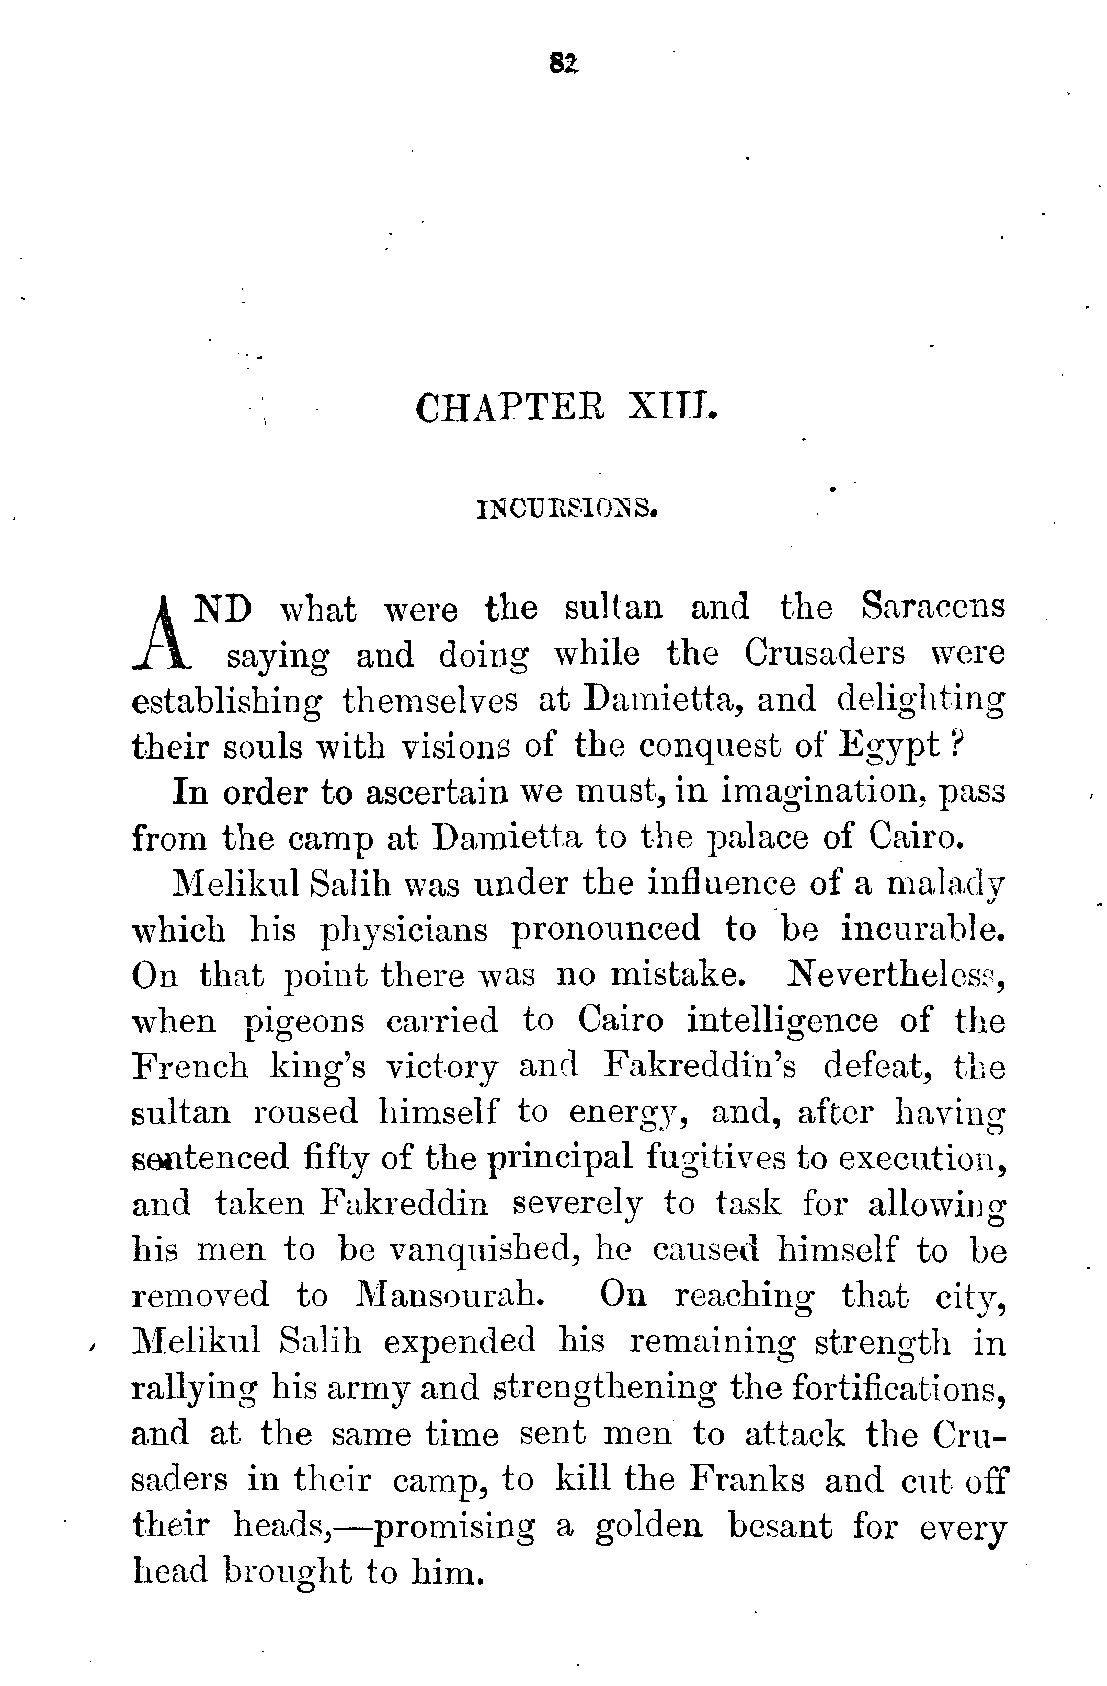 82
CHAPTER XIII.
INCURSIONS.
AND what were the sultan and the Saracens
saying and doing while the Crusaders were
establishing themselves at Damietta, and delighting
their souls with visions of the conquest of Egypt ?
In order to ascertain we must, in imagination, pass
from the camp at Damietta to the palace of Cairo.
Melikul Salih was under the influence of a malady
which his physicians pronounced to be incurable.
On that point there was no mistake. Nevertheless,
when pigeons carried to Cairo intelligence of the
French king's victory and Fakreddin's defeat, the
sultan roused himself to energy, and, after having
sentenced fifty of the principal fugitives to execution,
and taken Fakreddin severely to task for allowing
his men to be vanquished, he caused himself to be
removed to Mansourah. On reaching that city,
Melikul Salih expended his remaining strength in
rallying his army and strengthening the fortifications,
and at the same time sent men to attack the Cru-
saders in their camp, to kill the Franks and cut off
their heads,—promising a golden besant for every
head brought to him.